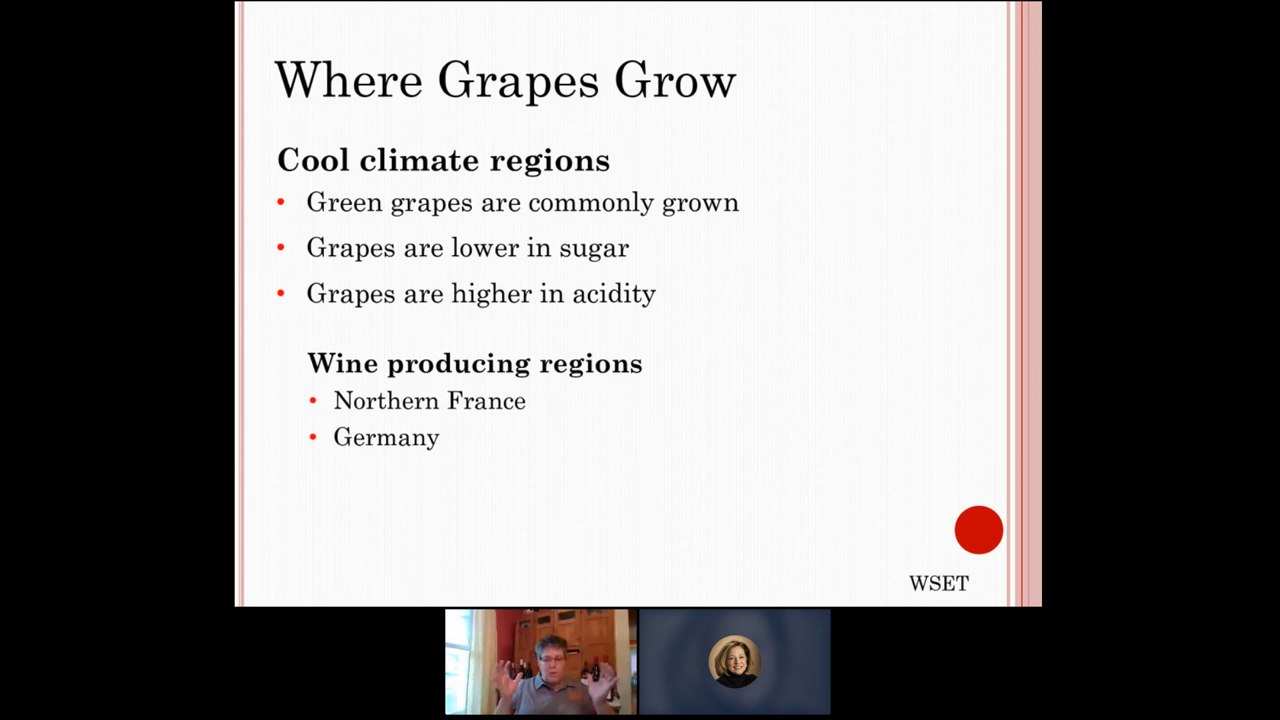 Where Grapes Grow
Cool climate regions
• Green grapes are commonly grown
• Grapes are lower in sugar
• Grapes are higher in acidity
Wine producing regions
• Northern France
• Germany
WSET